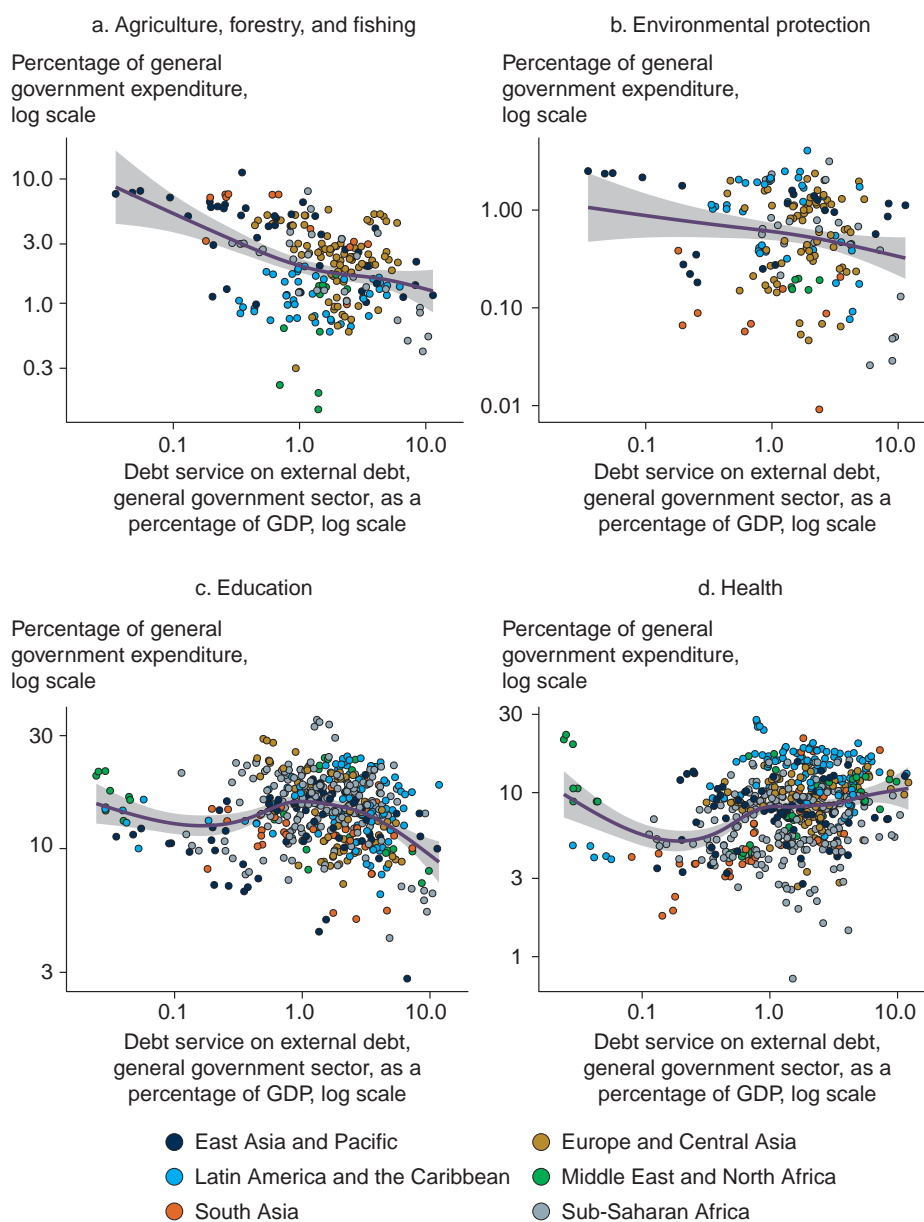 a. Agriculture, forestry, and fishing
Percentage of general
government expenditure,
log scale
10.0
3.0
1.0
0.3
0.1
1.0
10.0
Debt service on external debt,
general government sector, as a
percentage of GDP, log scale
b. Environmental protection
Percentage of general
government expenditure,
log scale
1.00
0.10
0.01
0.1
1.0
10.0
Debt service on external debt,
general government sector, as a
percentage of GDP, log scale
c. Education
Percentage of general
government expenditure,
log scale
30
10
3
0.1
1.0
10.0
Debt service on external debt,
general government sector, as a
percentage of GDP, log scale
d. Health
Percentage of general
government expenditure,
log scale
30
10
3
1
0.1
1.0
10.0
Debt service on external debt,
general government sector, as a
percentage of GDP, log scale
East Asia and Pacific
Europe and Central Asia
Latin America and the Caribbean
Middle East and North Africa
South Asia
Sub-Saharan Africa